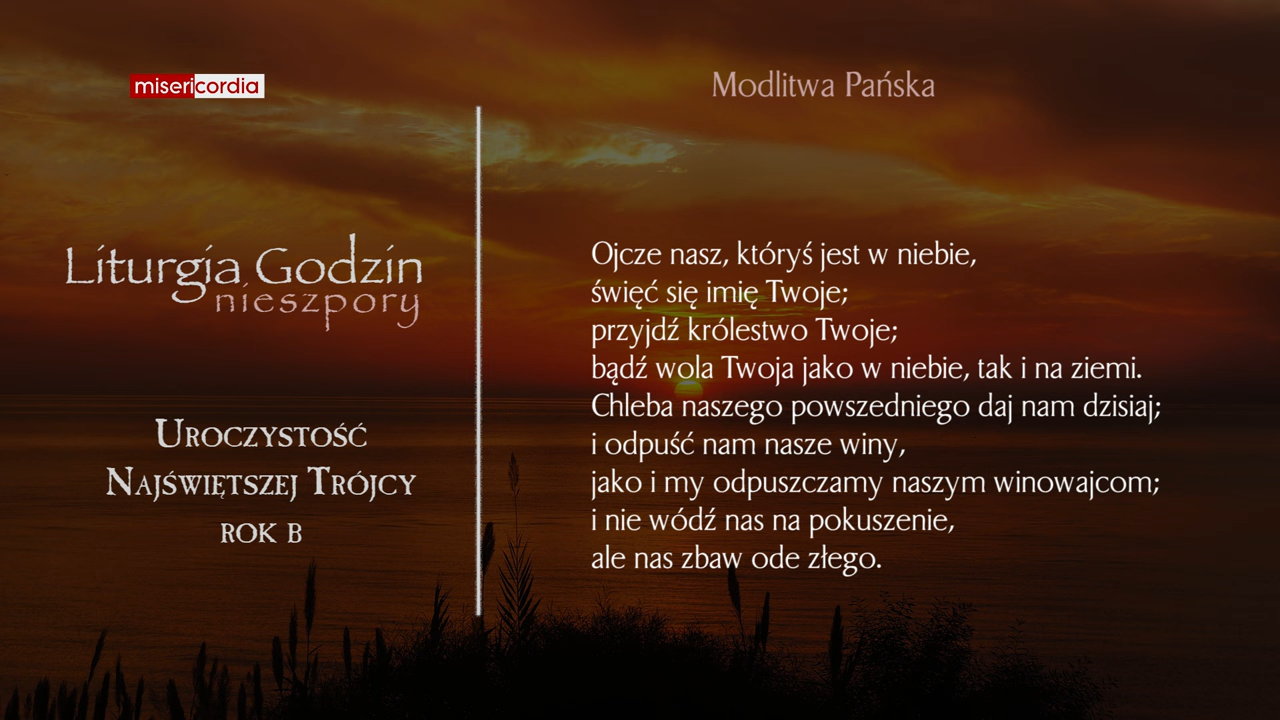 misericordia
Liturgia Godzin
nieszpory
Uroczystość
Najświętszej Trójcy
rok B
Modlitwa Pańska
Ojcze nasz, któryś jest w niebie,
święć się imię Twoje;
przyjdź królestwo Twoje;
bądź wola Twoja jako w niebie, tak i na ziemi.
Chleba naszego powszedniego daj nam dzisiaj;
i odpuść nam nasze winy,
jako i my odpuszczamy naszym winowajcom;
i nie wódź nas na pokuszenie,
ale nas zbaw ode złego.